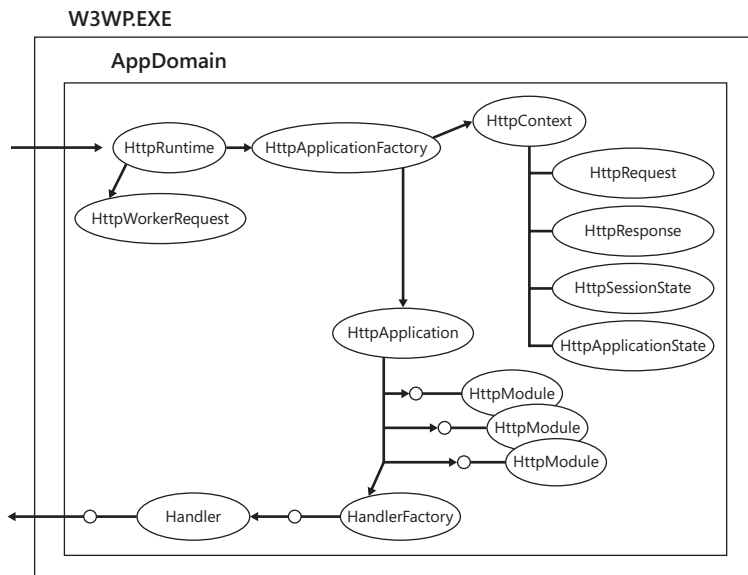 W3WP.EXE
AppDomain
HttpContext
HttpRuntime
HttpApplicationFactory
HttpRequest
HttpWorkerRequest
HttpResponse
HttpSessionState
HttpApplication
HttpApplicationState
HttpModule
HttpModule
HttpModule
Handler
HandlerFactory